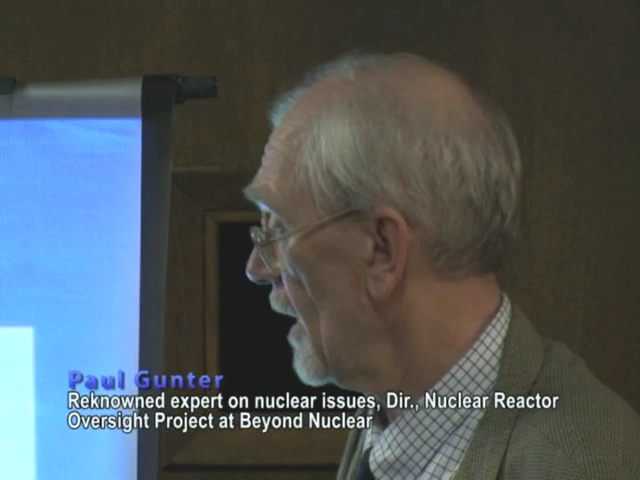 Paul Gunter
Reknowned expert on nuclear issues, Dir., Nuclear Reactor
Oversight Project at Beyond Nuclear